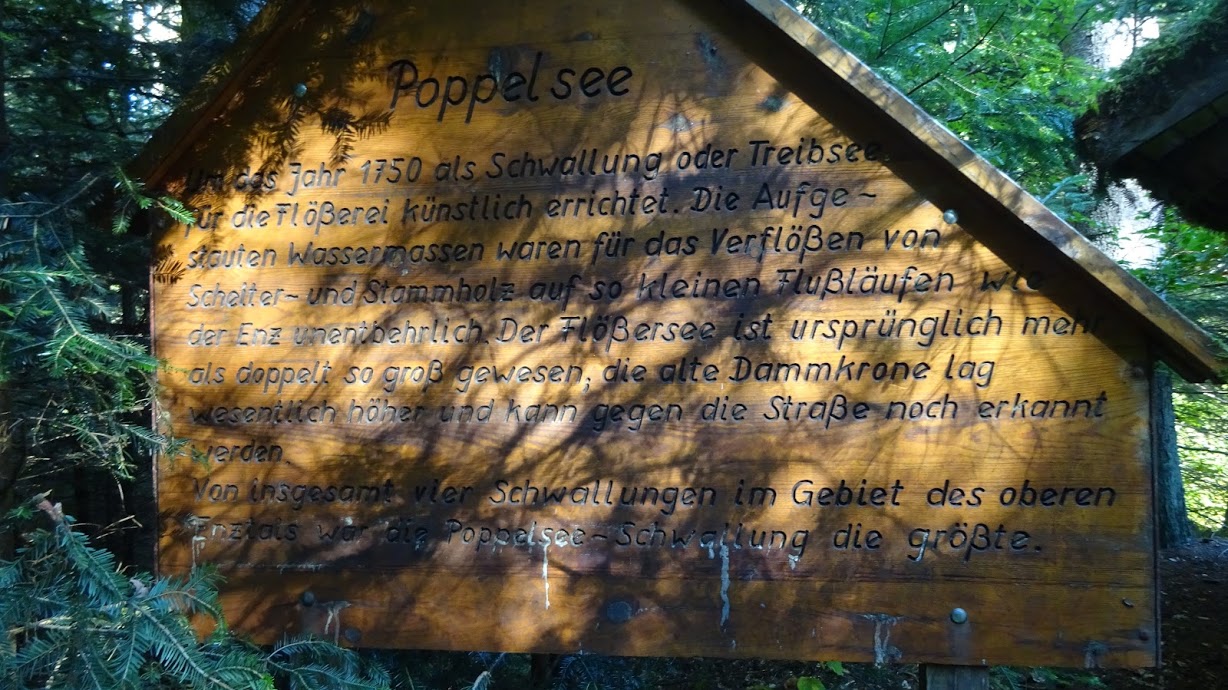 Poppelsee
Um das Jahr 1750 als Schwallung oder Treibsee
für die Flößerei künstlich errichtet. Die Aufge-
stauten Wassermassen waren für das Verflößen von
Scheiter- und Stammholz auf so kleinen Flußläufen wie
der Enz unentbehrlich. Der Flößersee ist ursprünglich mehr
als doppelt so groß gewesen, die alte Dammkrone lag
wesentlich höher und kann gegen die Straße noch erkannt
werden.
Von insgesamt vier Schwallungen im Gebiet des oberen
Enztals war die Poppelsee-Schwallung die größte.